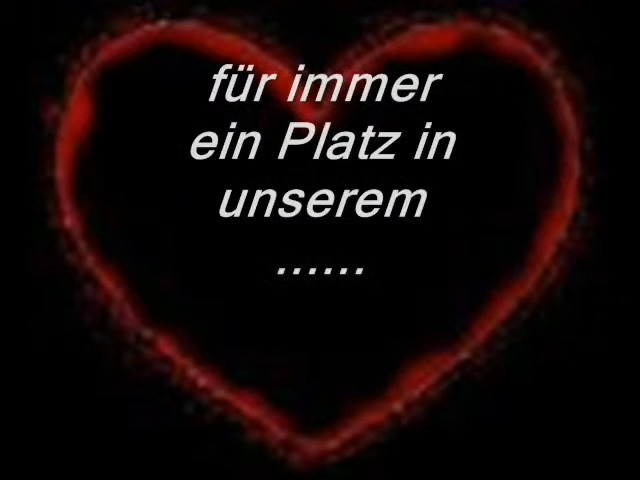 für immer
ein Platz in
unserem
......